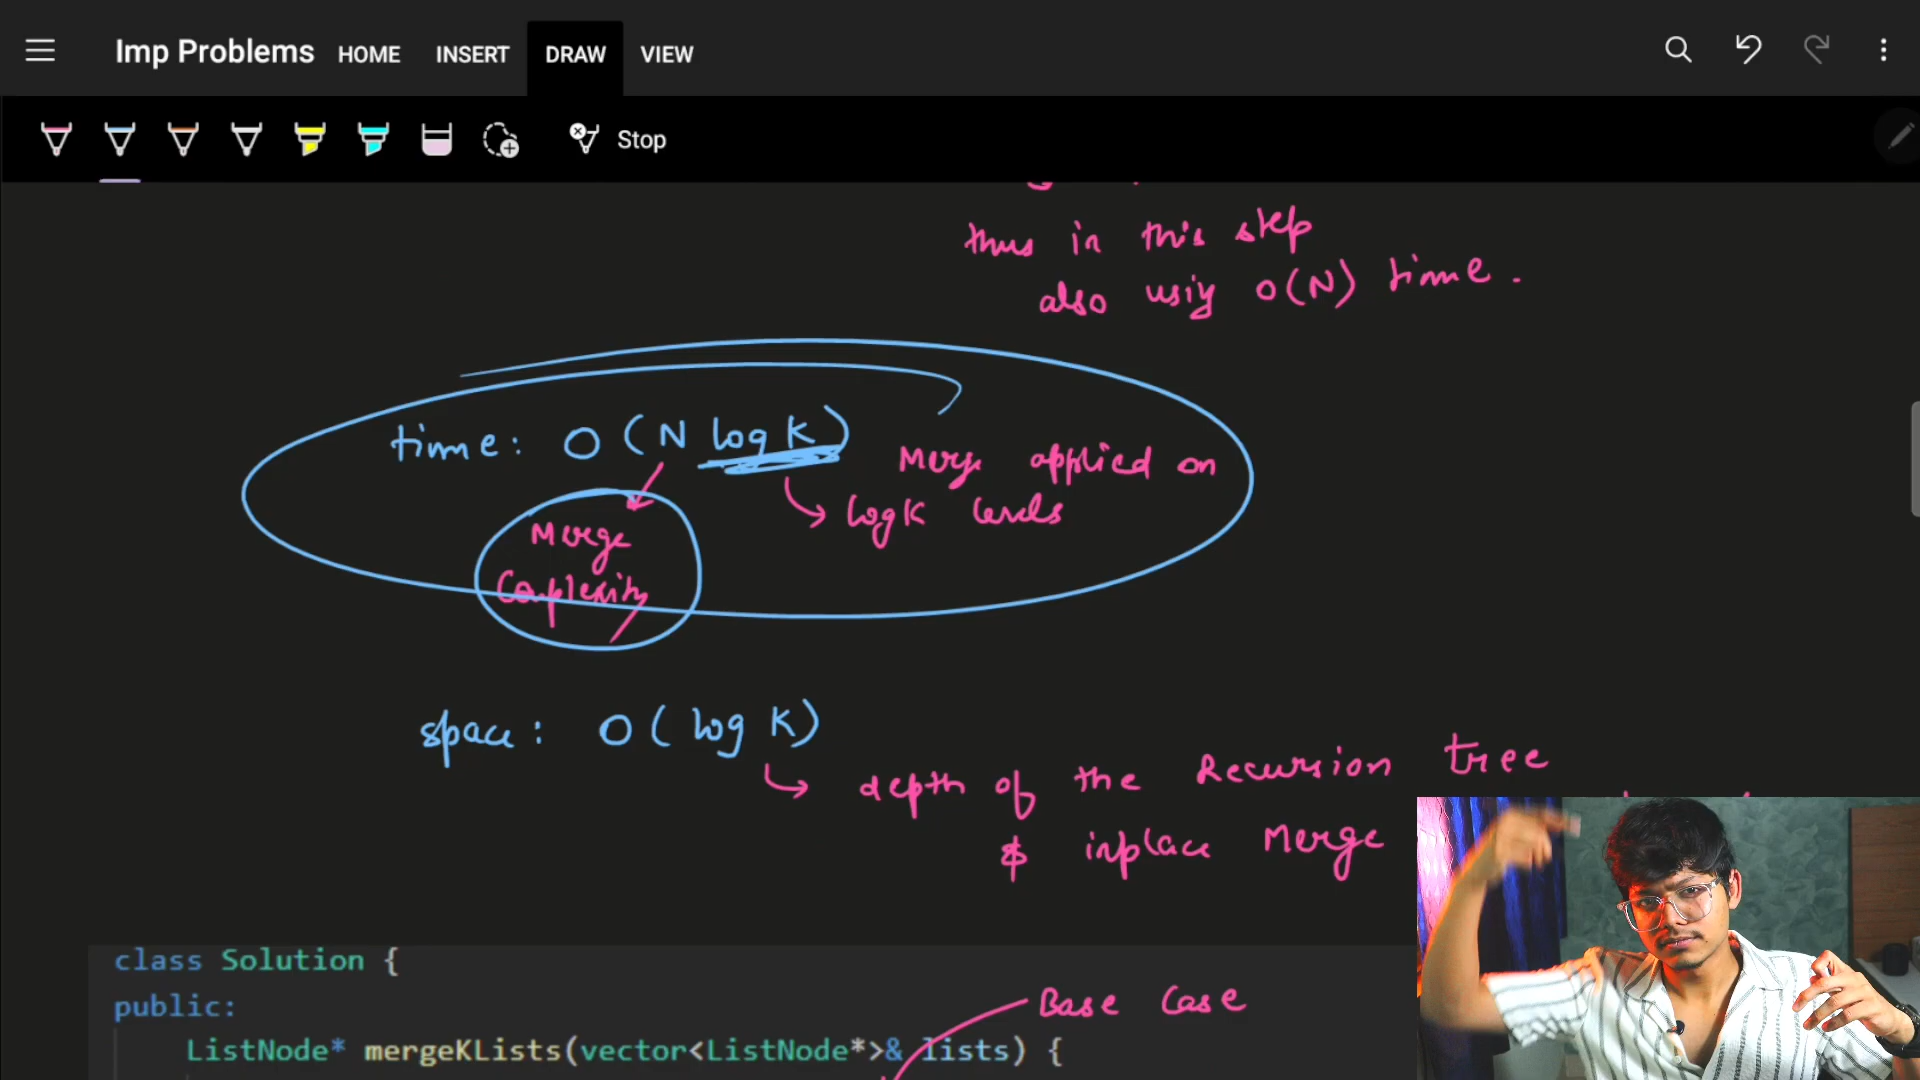 Imp Problems HOME INSERT DRAW VIEW
Stop
thus in this step
also using O(N) time.
time: O(N log K)
Merge applied on
log K levels
Merge
Complexity
space: O(log K)
depth of the Recursion tree
& inplace Merge
class Solution {
public:
Base Case
ListNode* mergeKLists(vector<ListNode*>& lists) {